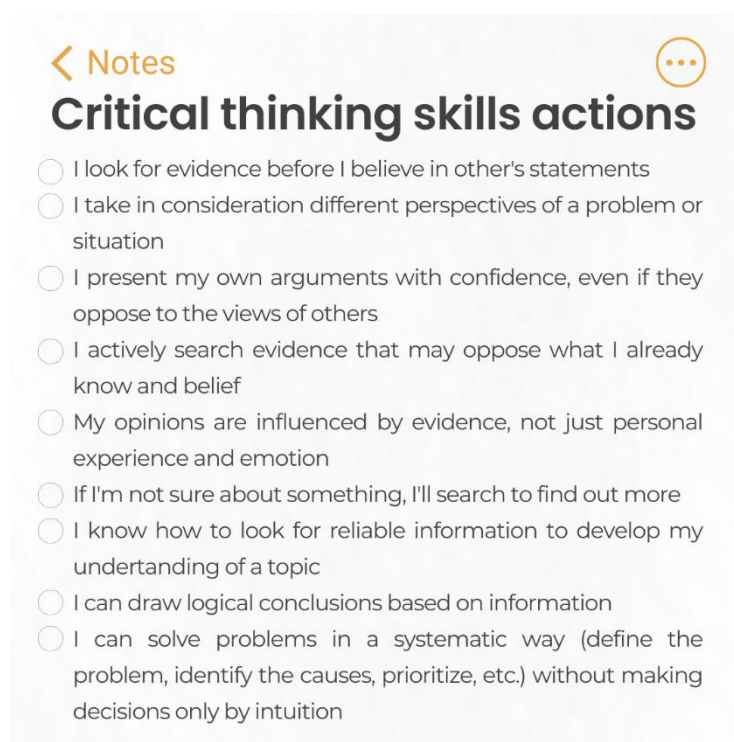 Notes
Critical thinking skills actions
I look for evidence before I believe in other's statements
I take in consideration different perspectives of a problem or
situation
I present my own arguments with confidence, even if they
oppose to the views of others
I actively search evidence that may oppose what I already
know and belief
My opinions are influenced by evidence, not just personal
experience and emotion
If I'm not sure about something, I'll search to find out more
I know how to look for reliable information to develop my
undertanding of a topic
I can draw logical conclusions based on information
I can solve problems in a systematic way (define the
problem, identify the causes, prioritize, etc.) without making
decisions only by intuition